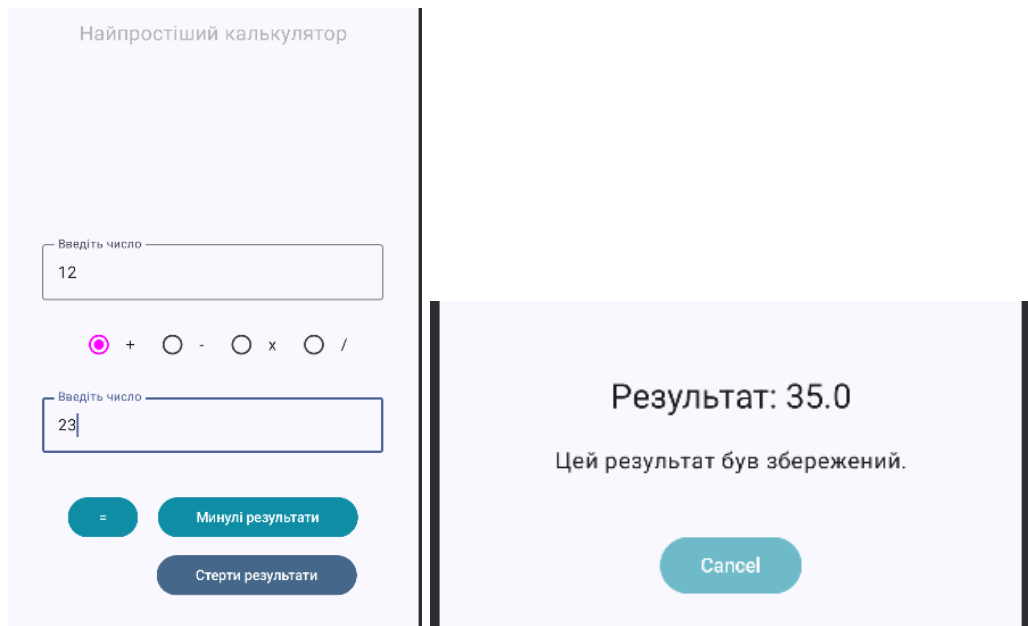 Найпростіший калькулятор
Введіть число
12
+ - x /
Введіть число
23
= Минулі результати
Стерти результати
Результат: 35.0
Цей результат був збережений.
Cancel